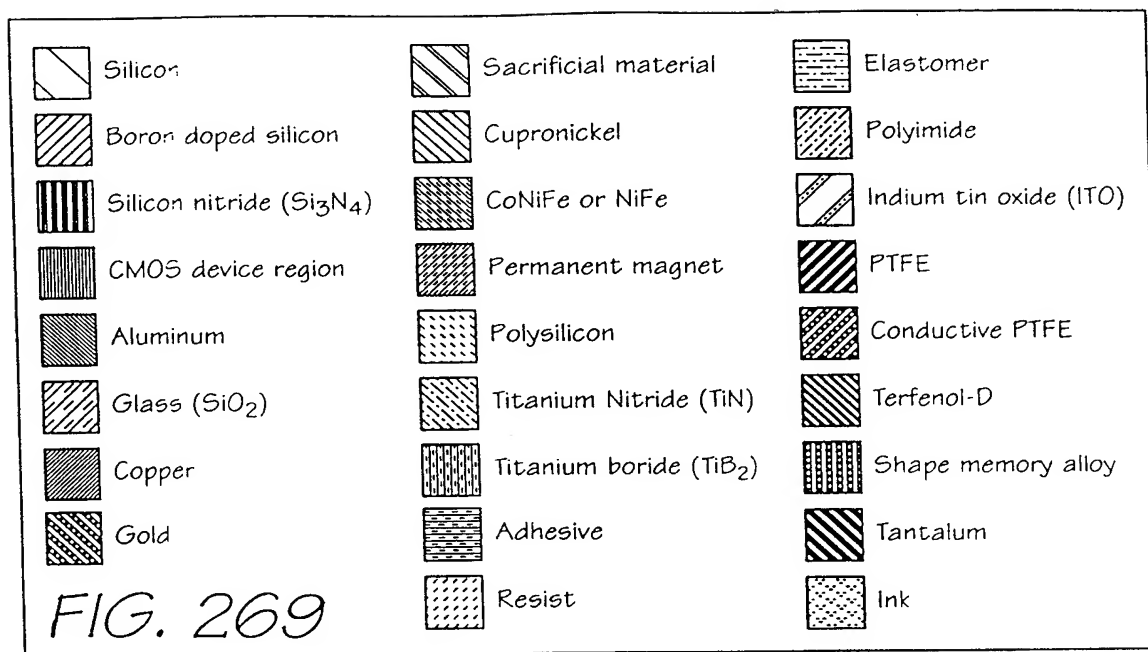 Silicon
Boron doped silicon
Silicon nitride (Si₃N₄)
CMOS device region
Aluminum
Glass (SiO₂)
Copper
Gold
FIG. 269
Sacrificial material
Cupronickel
CoNiFe or NiFe
Permanent magnet
Polysilicon
Titanium Nitride (TiN)
Titanium boride (TiB₂)
Adhesive
Resist
Elastomer
Polyimide
Indium tin oxide (ITO)
PTFE
Conductive PTFE
Terfenol-D
Shape memory alloy
Tantalum
Ink